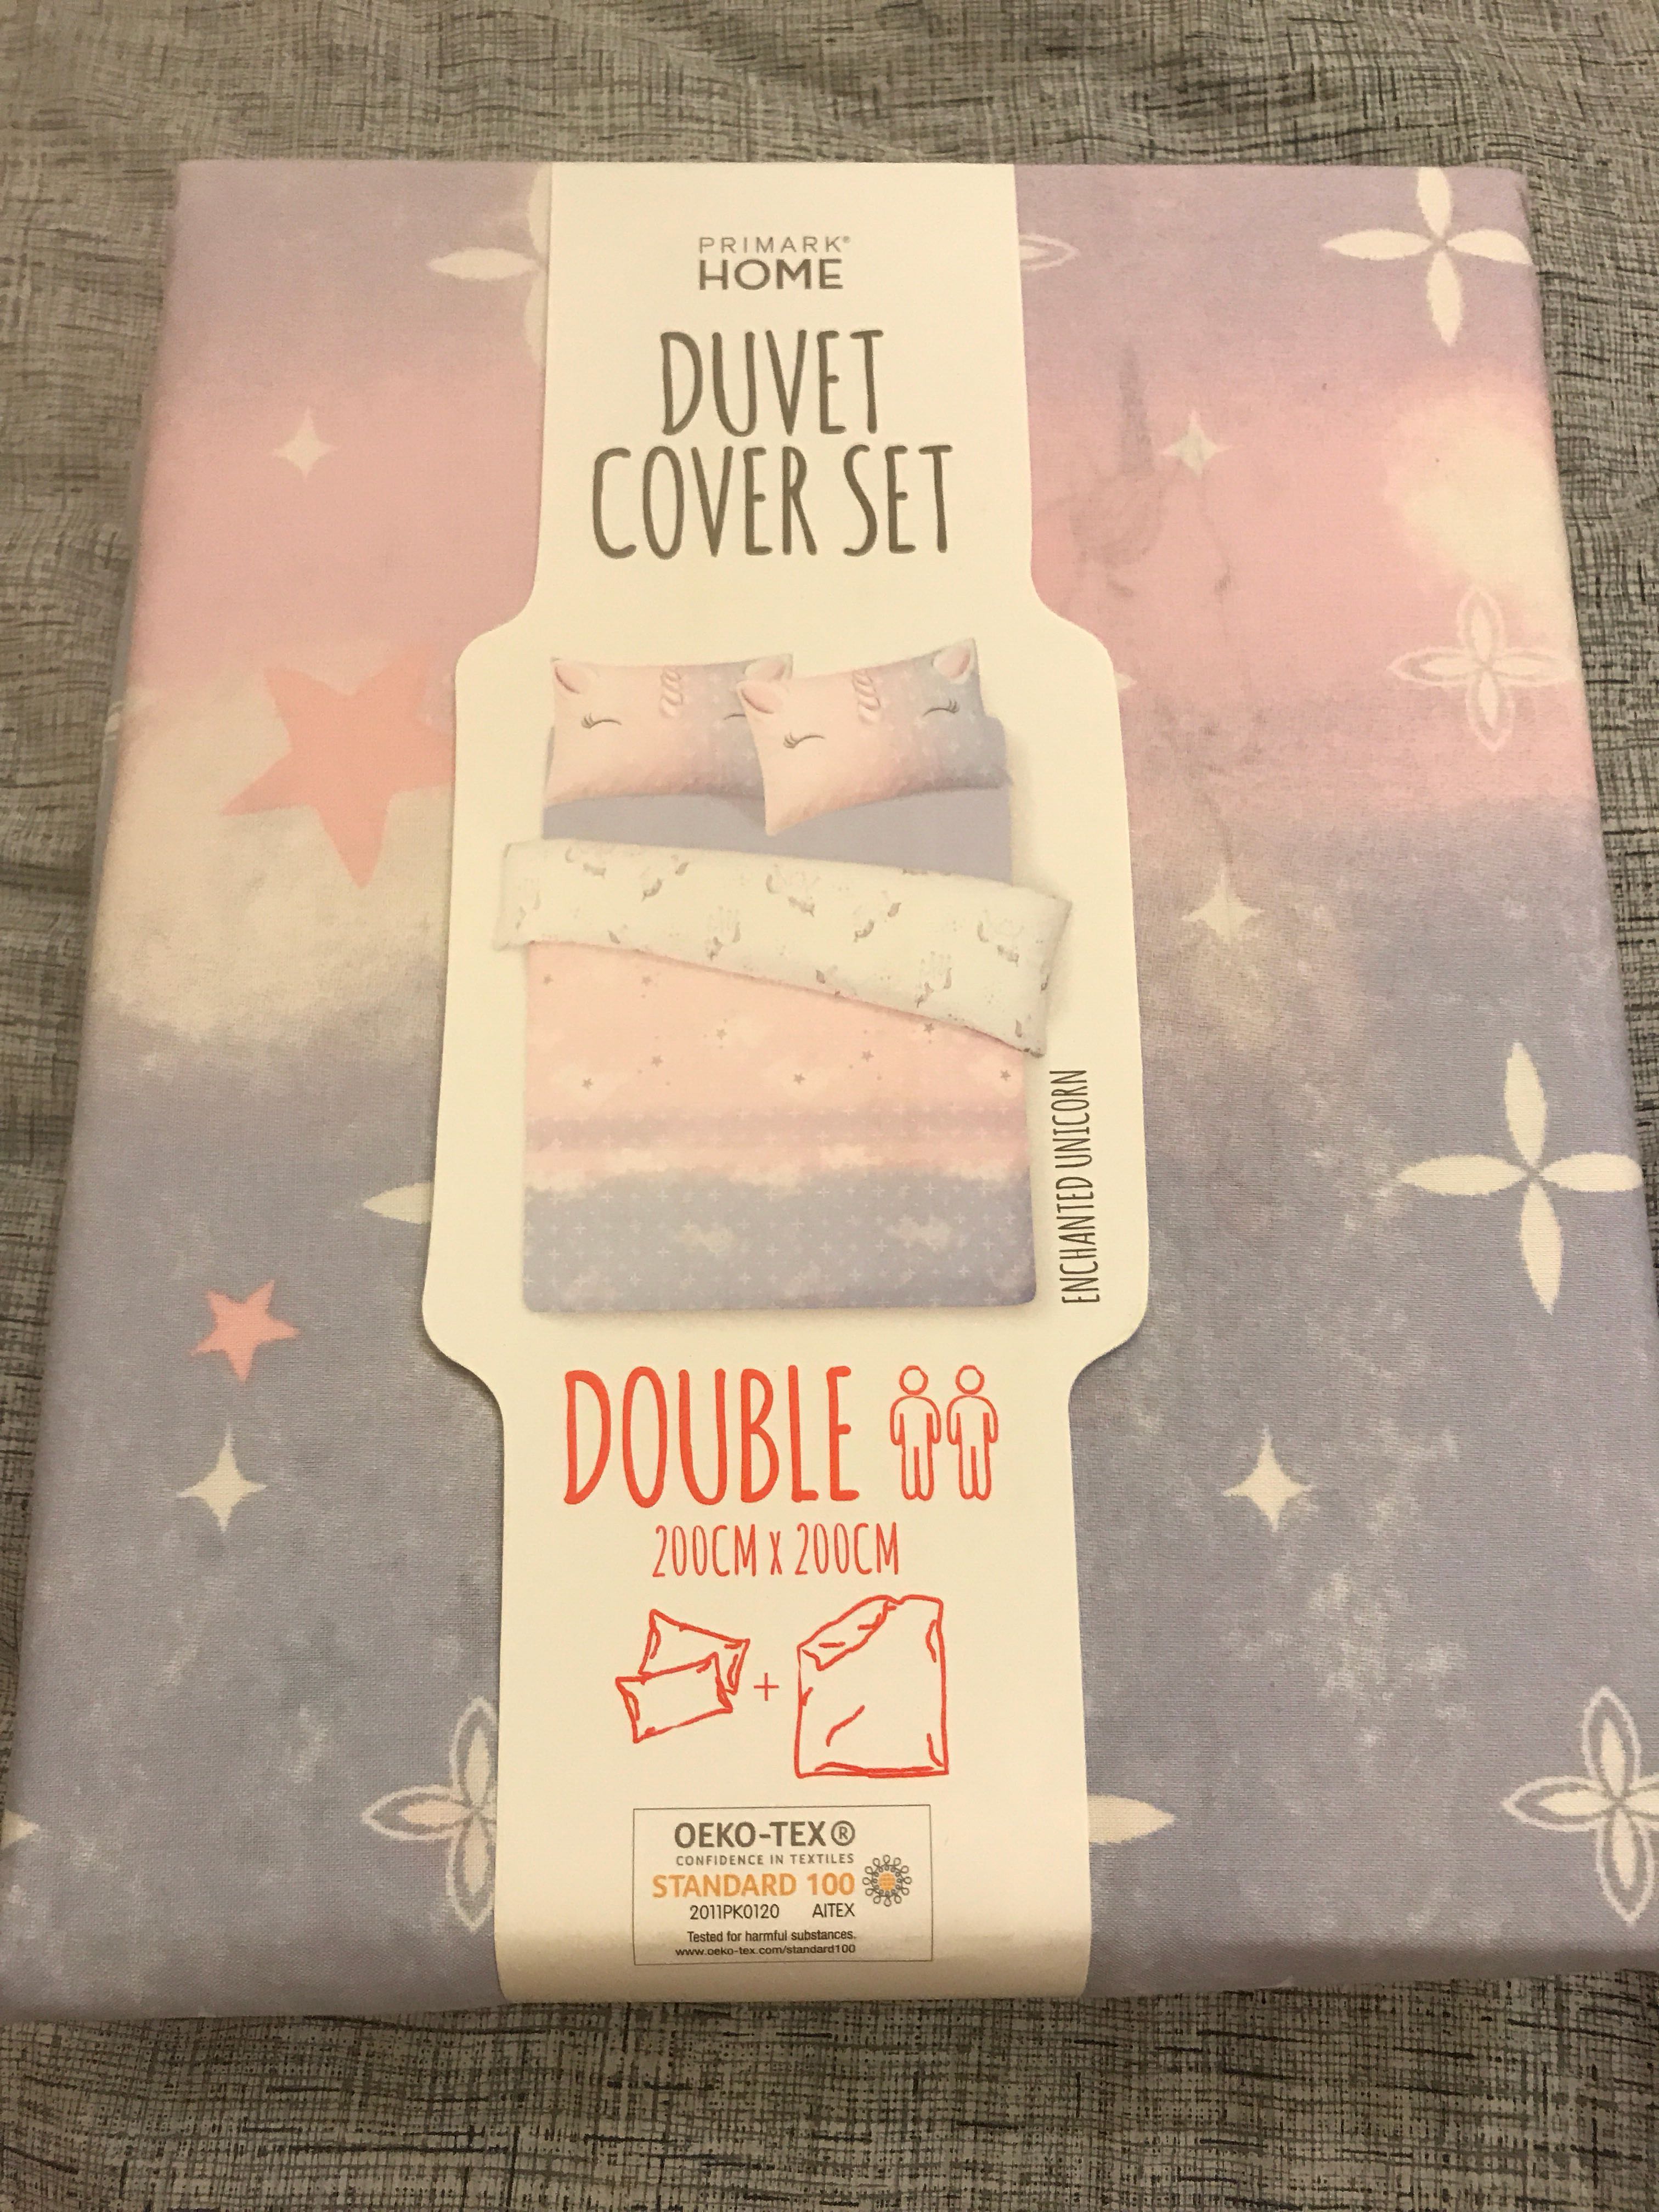 PRIMARK®
HOME
DUVET
COVER SET
ENCHANTED UNICORN
DOUBLE
200CM X 200CM
+
OEKO-TEX®
CONFIDENCE IN TEXTILES
STANDARD 100
2011PK0120 AITEX
Tested for harmful substances.
www.oeko-tex.com/standard100